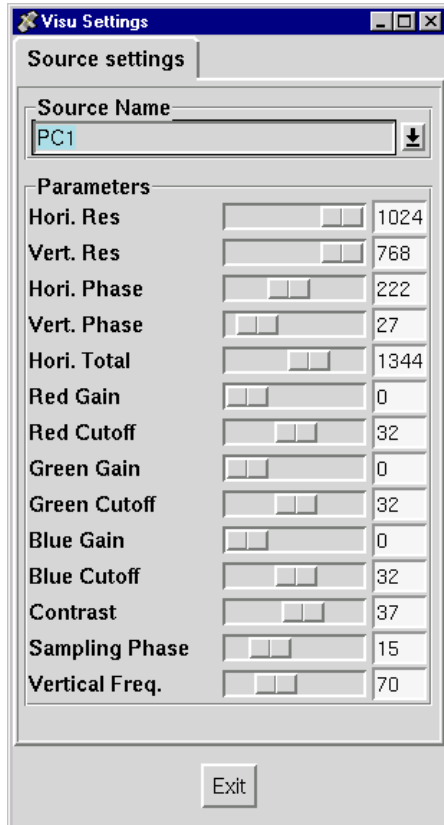 Visu Settings
Source settings
Source Name
PC1
Parameters
Hori. Res 1024
Vert. Res 768
Hori. Phase 222
Vert. Phase 27
Hori. Total 1344
Red Gain 0
Red Cutoff 32
Green Gain 0
Green Cutoff 32
Blue Gain 0
Blue Cutoff 32
Contrast 37
Sampling Phase 15
Vertical Freq. 70
Exit